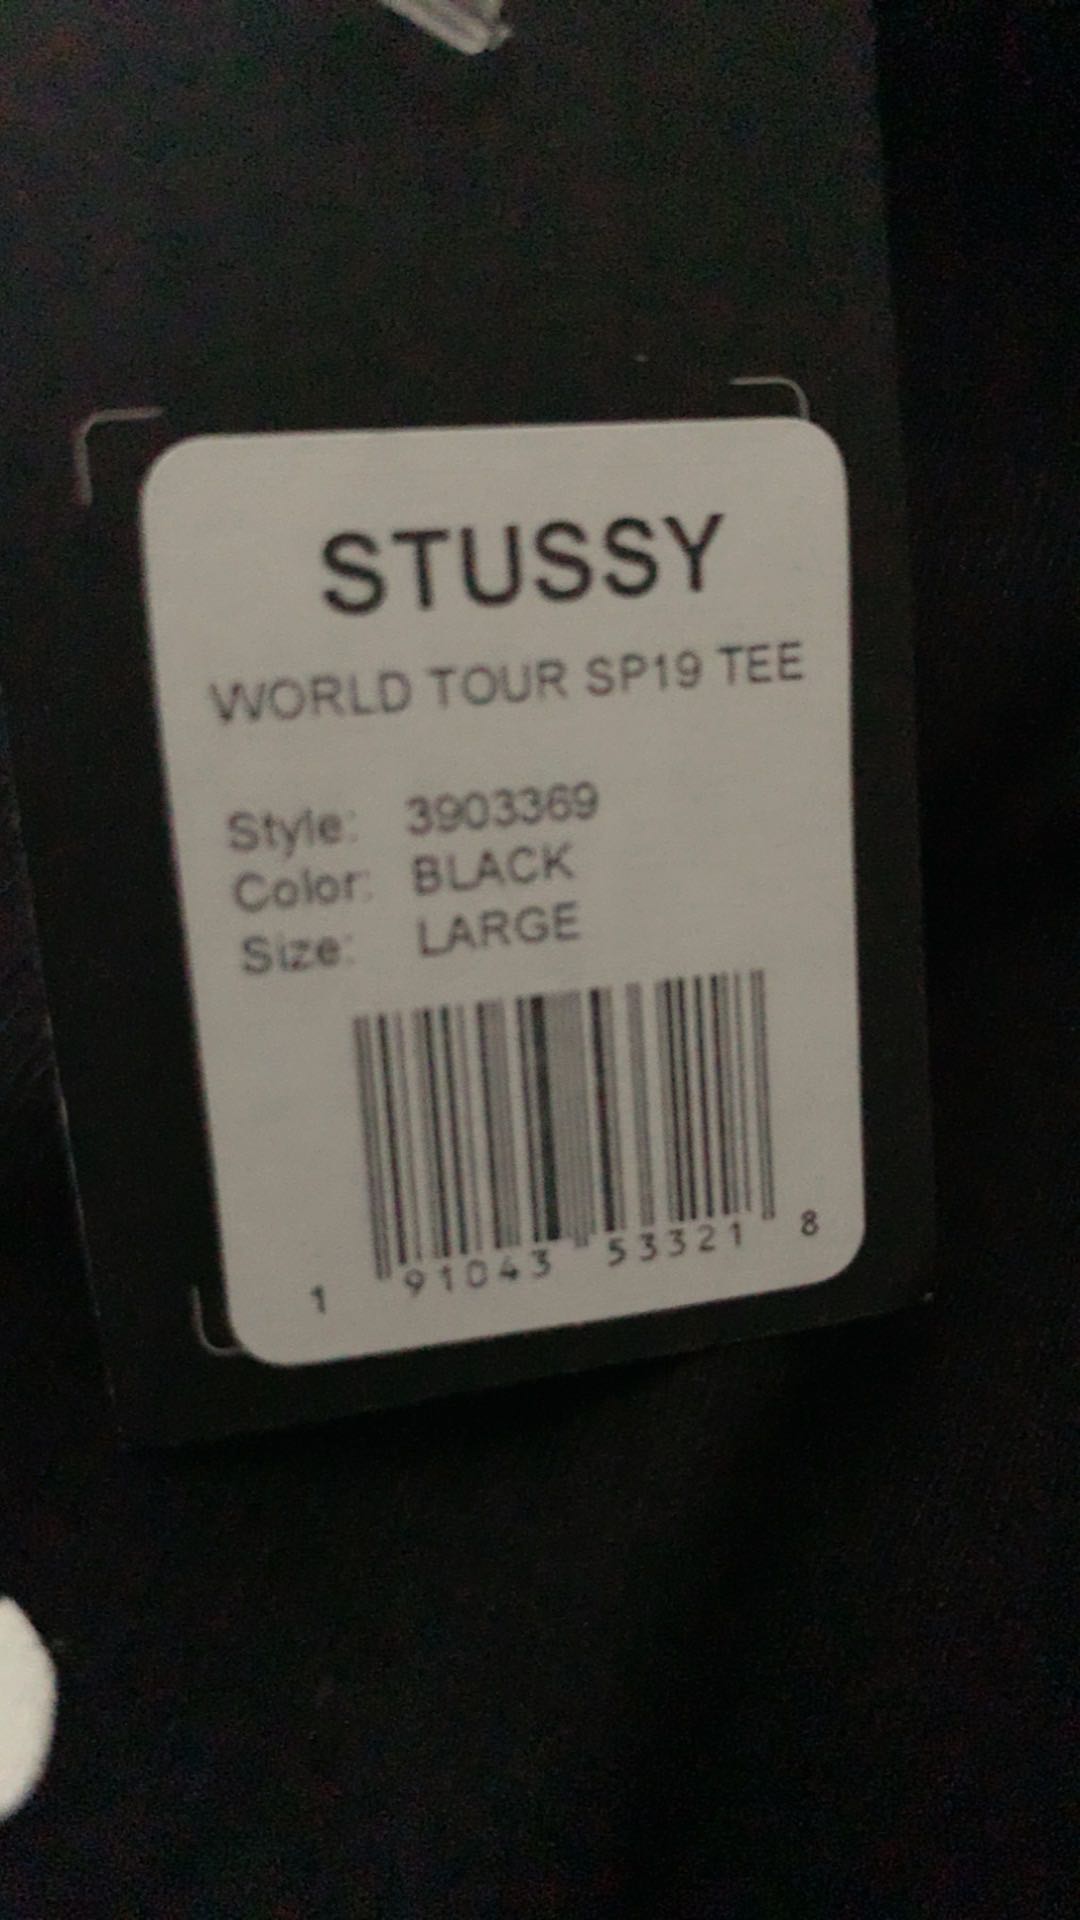 STUSSY
WORLD TOUR SP19 TEE
Style: 3903369
Color: BLACK
Size: LARGE
1 91043 53321 8